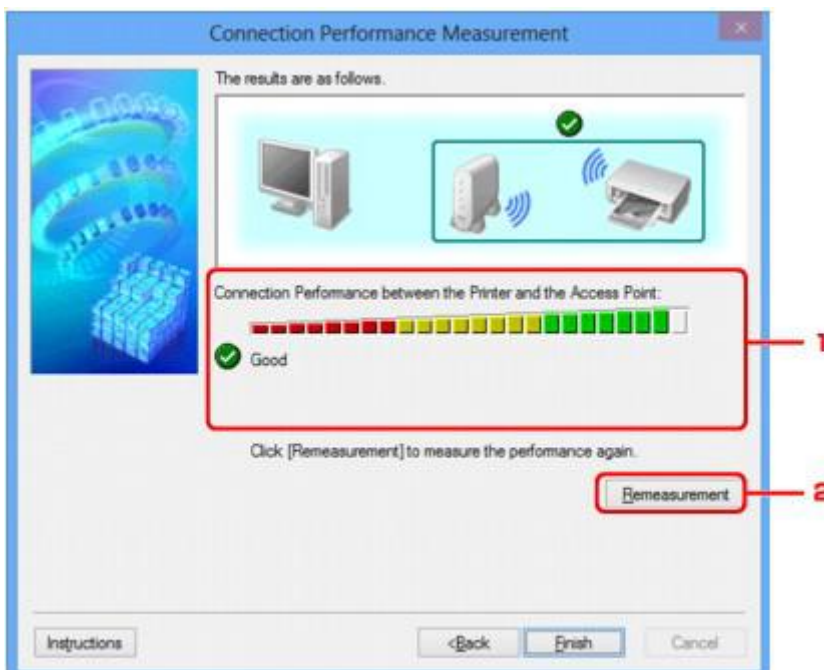 Connection Performance Measurement
The results are as follows.
Connection Performance between the Printer and the Access Point:
1
Good
Click [Remeasurement] to measure the performance again.
Remeasurement
2
Instructions
<Back
Finish
Cancel